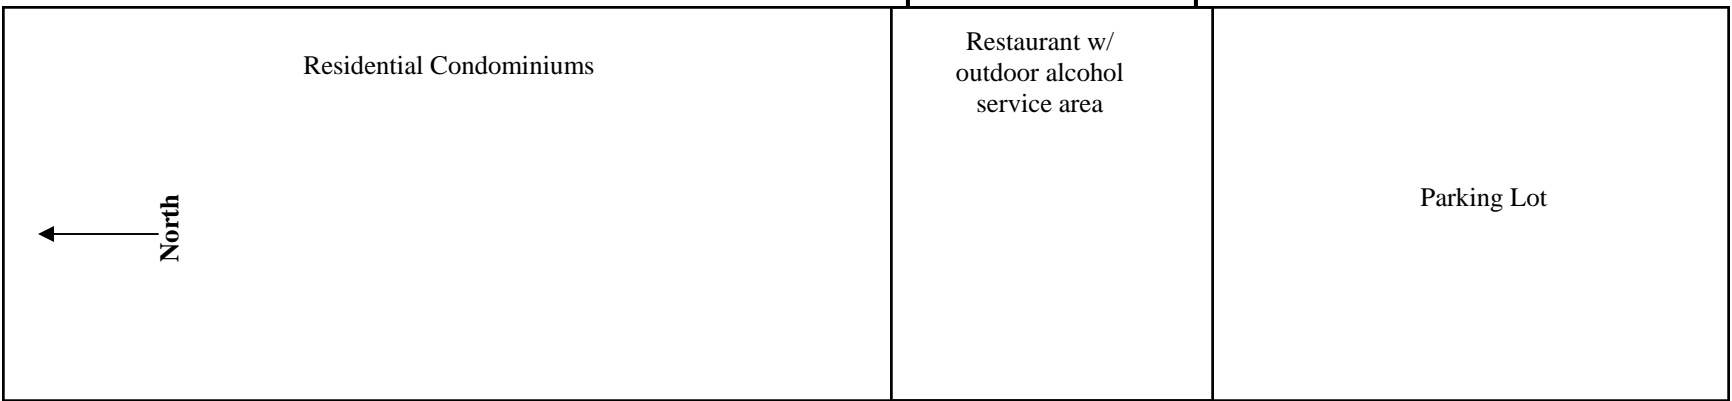 Residential Condominiums
Restaurant w/
outdoor alcohol
service area
Parking Lot
North